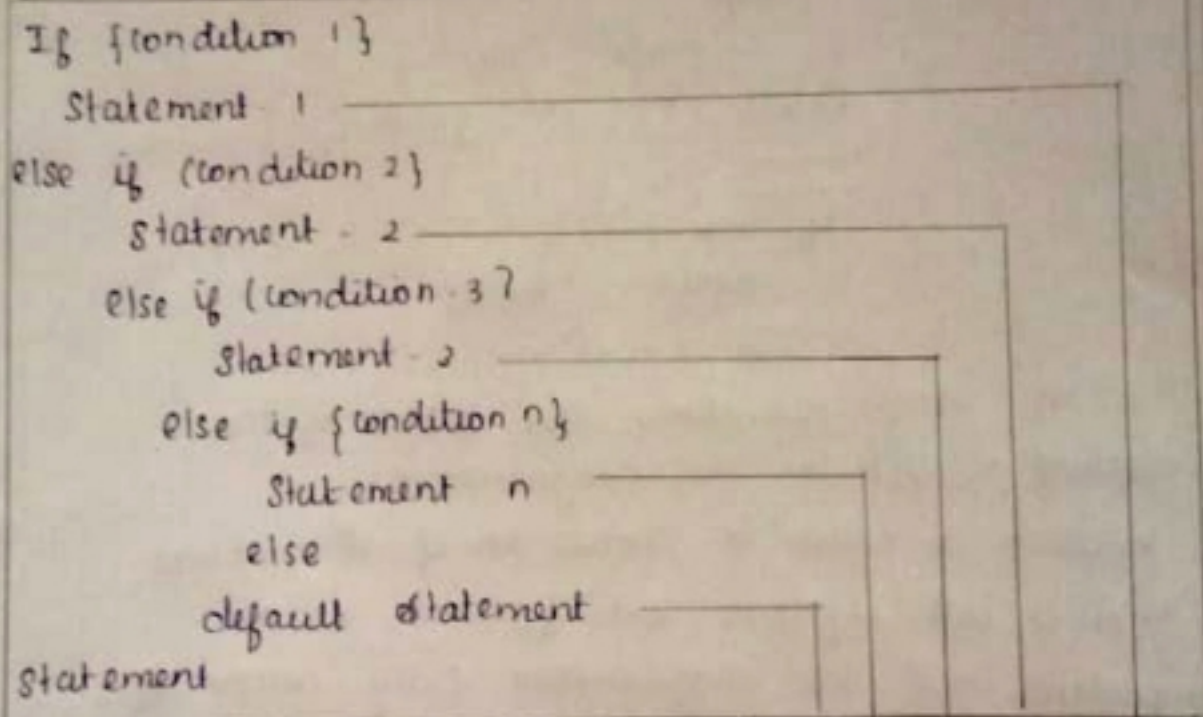 If {condition 1}
Statement - 1
else if (condition 2}
Statement - 2
else if (condition - 3}
Statement - 3
else if {condition n}
Statement n
else
default statement
Statement